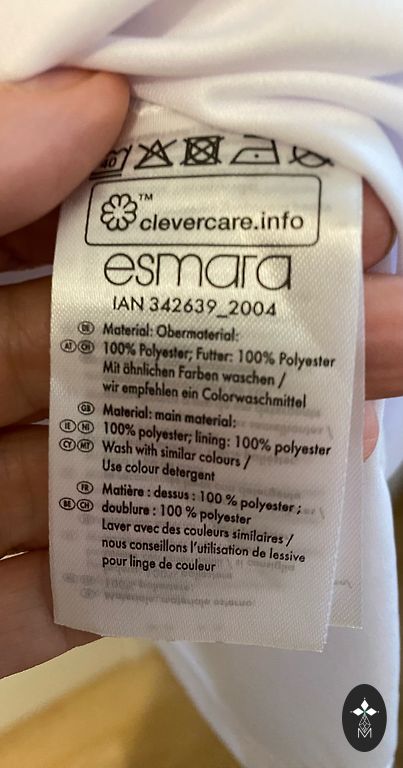 40
™
clevercare.info
esmara
IAN 342639_2004
DE Material: Obermaterial:
AT CH 100% Polyester; Futter: 100% Polyester
Mit ähnlichen Farben waschen /
wir empfehlen ein Colorwaschmittel
GB Material: main material:
IE NI 100% polyester; lining: 100% polyester
CY MT Wash with similar colours /
Use colour detergent
FR Matière : dessus : 100 % polyester ;
BE CH doublure : 100 % polyester
Laver avec des couleurs similaires /
nous conseillons l'utilisation de lessive
pour linge de couleur
M